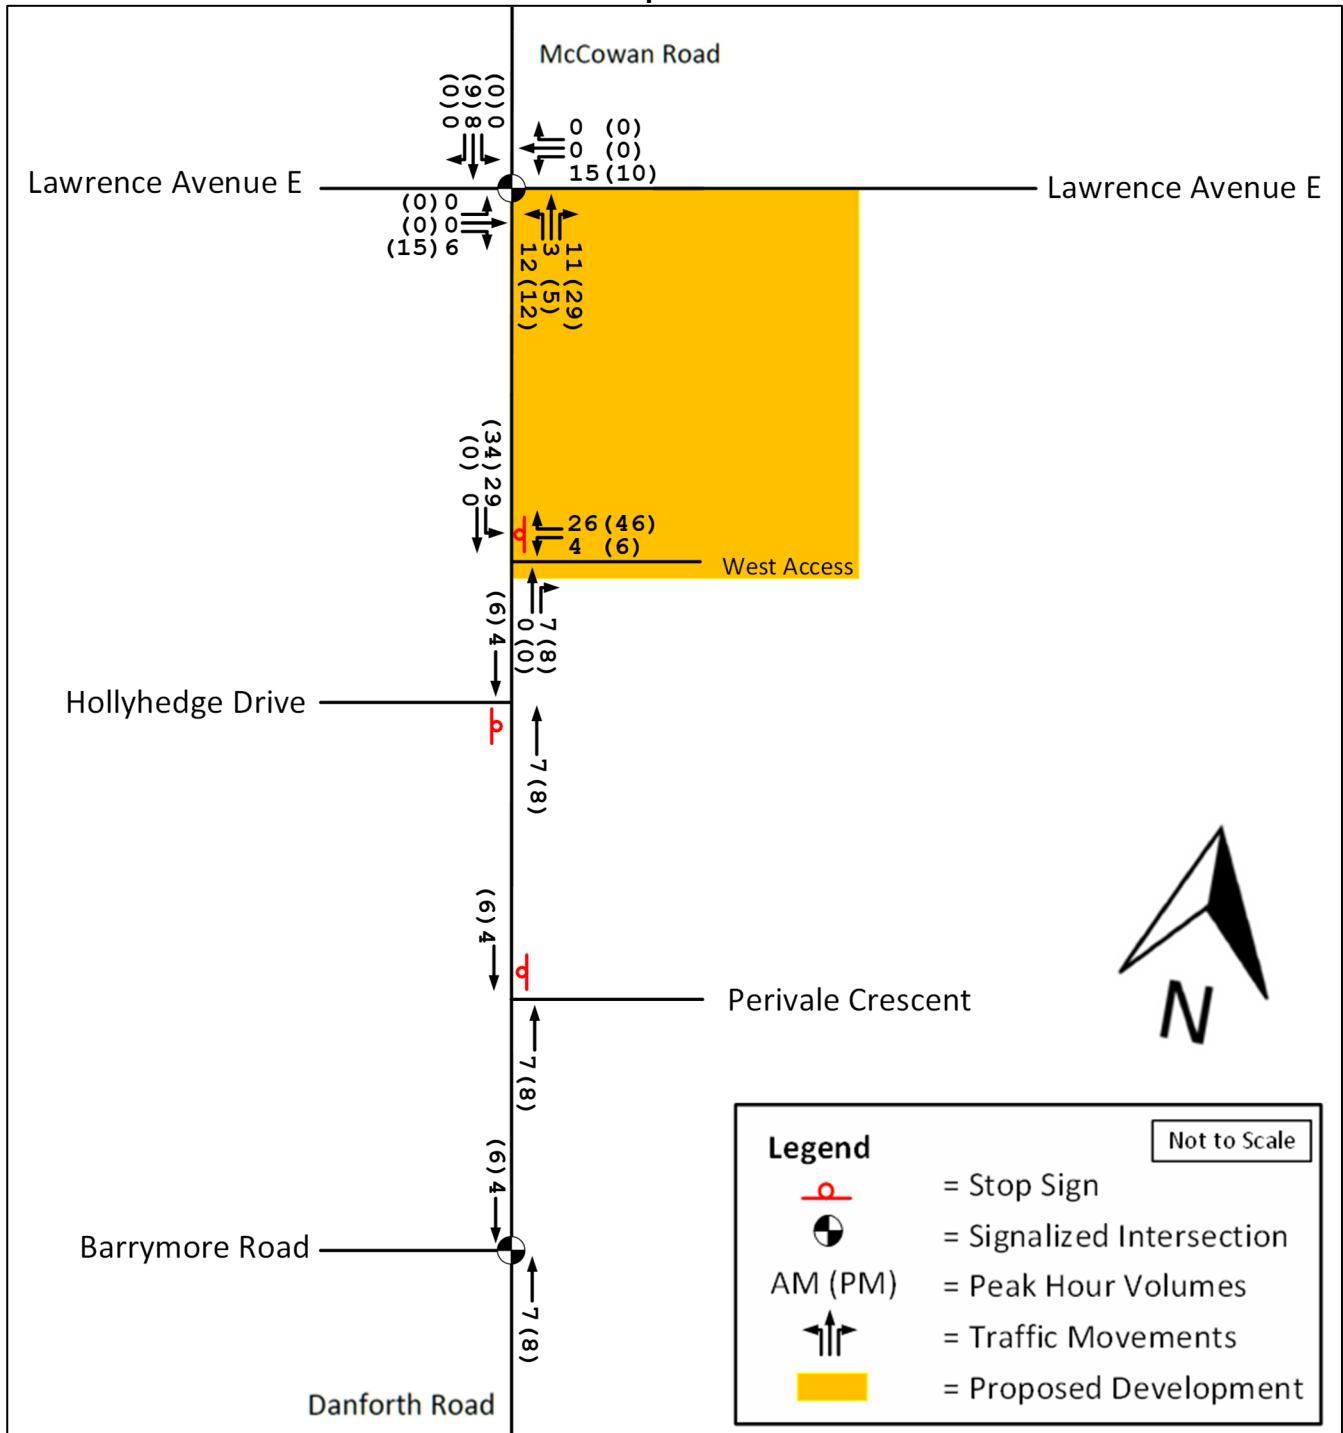 McCowan Road
(0) 0
(9) 8
(0) 0
0 (0)
0 (0)
15 (10)
Lawrence Avenue E
Lawrence Avenue E
(0) 0
(0) 0
(15) 6
12 (12)
3 (5)
11 (29)
(34) 29
(0) 0
26 (46)
4 (6)
West Access
(6) 4
0 (0)
7 (8)
Hollyhedge Drive
7 (8)
(6) 4
Perivale Crescent
7 (8)
(6) 4
Barrymore Road
7 (8)
Danforth Road
N
Legend
Not to Scale
= Stop Sign
= Signalized Intersection
AM (PM) = Peak Hour Volumes
= Traffic Movements
= Proposed Development